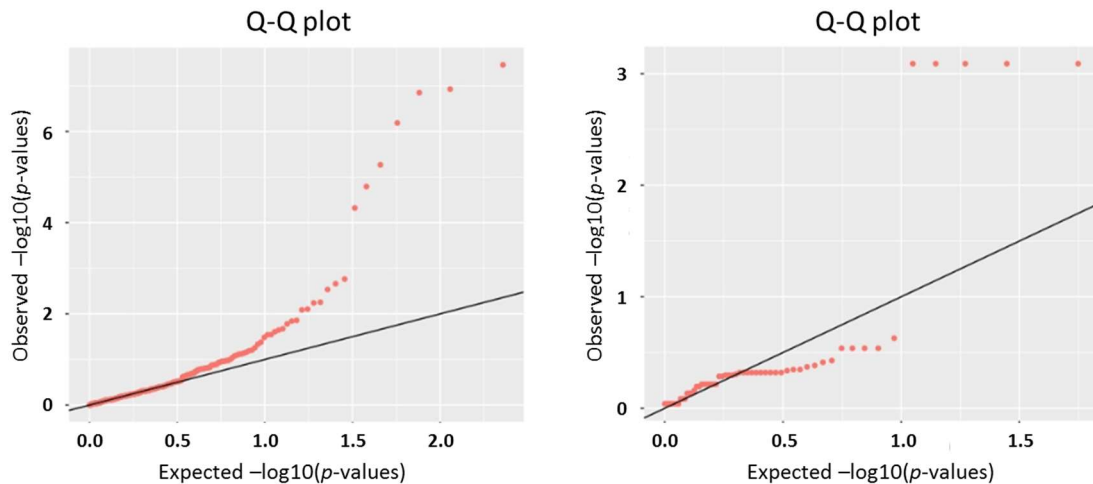 Q-Q plot
Observed –log10(p-values)
6
4
2
0
0.0 0.5 1.0 1.5 2.0
Expected –log10(p-values)
Q-Q plot
Observed –log10(p-values)
3
2
1
0
0.0 0.5 1.0 1.5
Expected –log10(p-values)